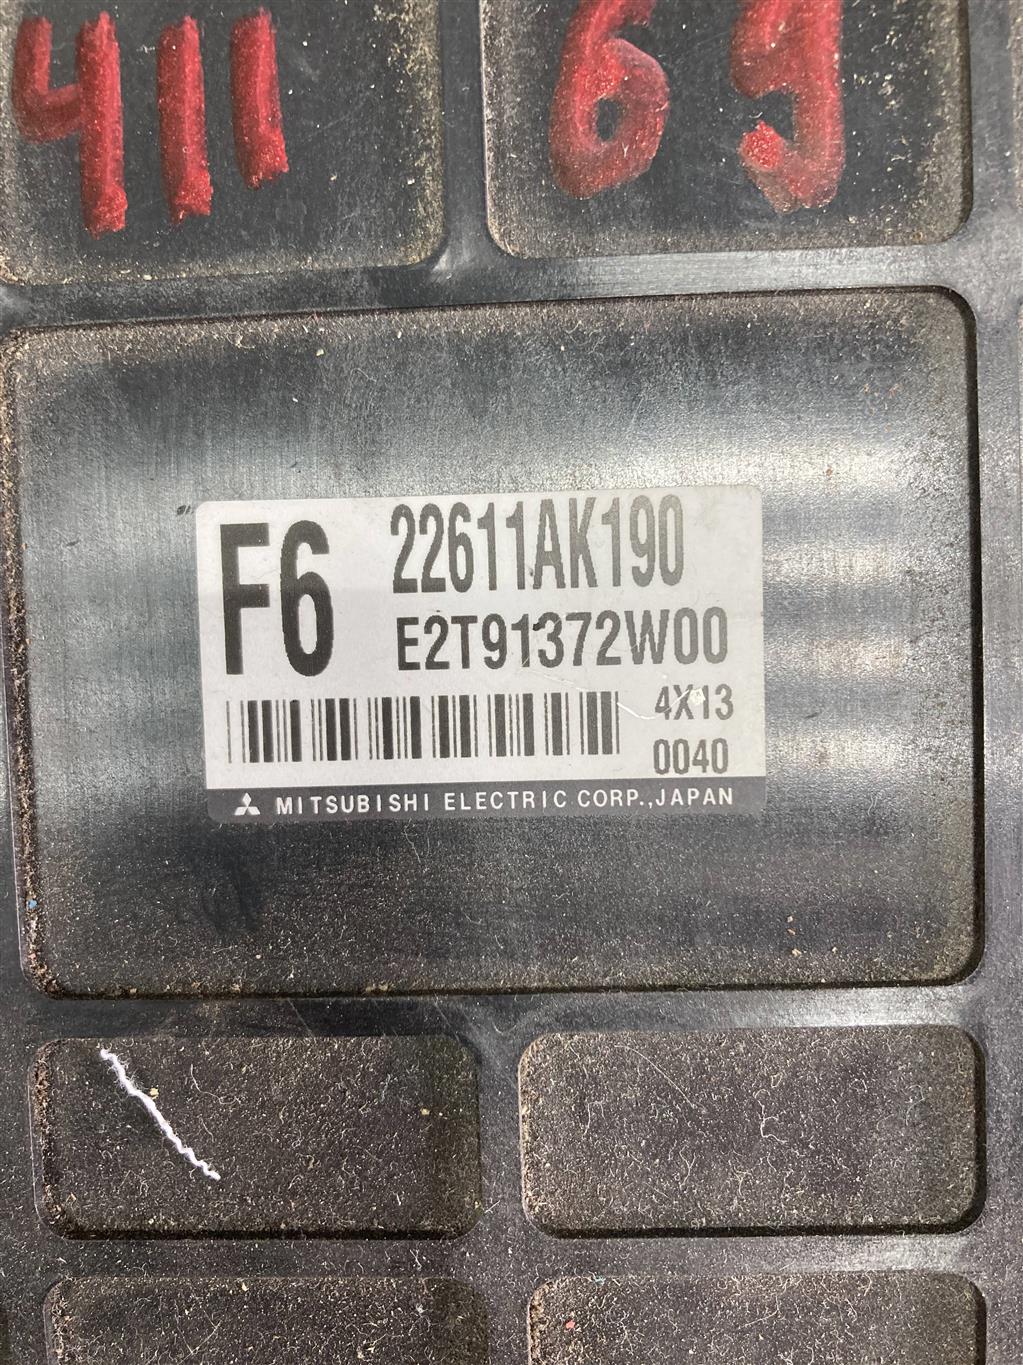 411 69
F6
22611AK190
E2T91372W00
4X13
0040
MITSUBISHI ELECTRIC CORP.,JAPAN